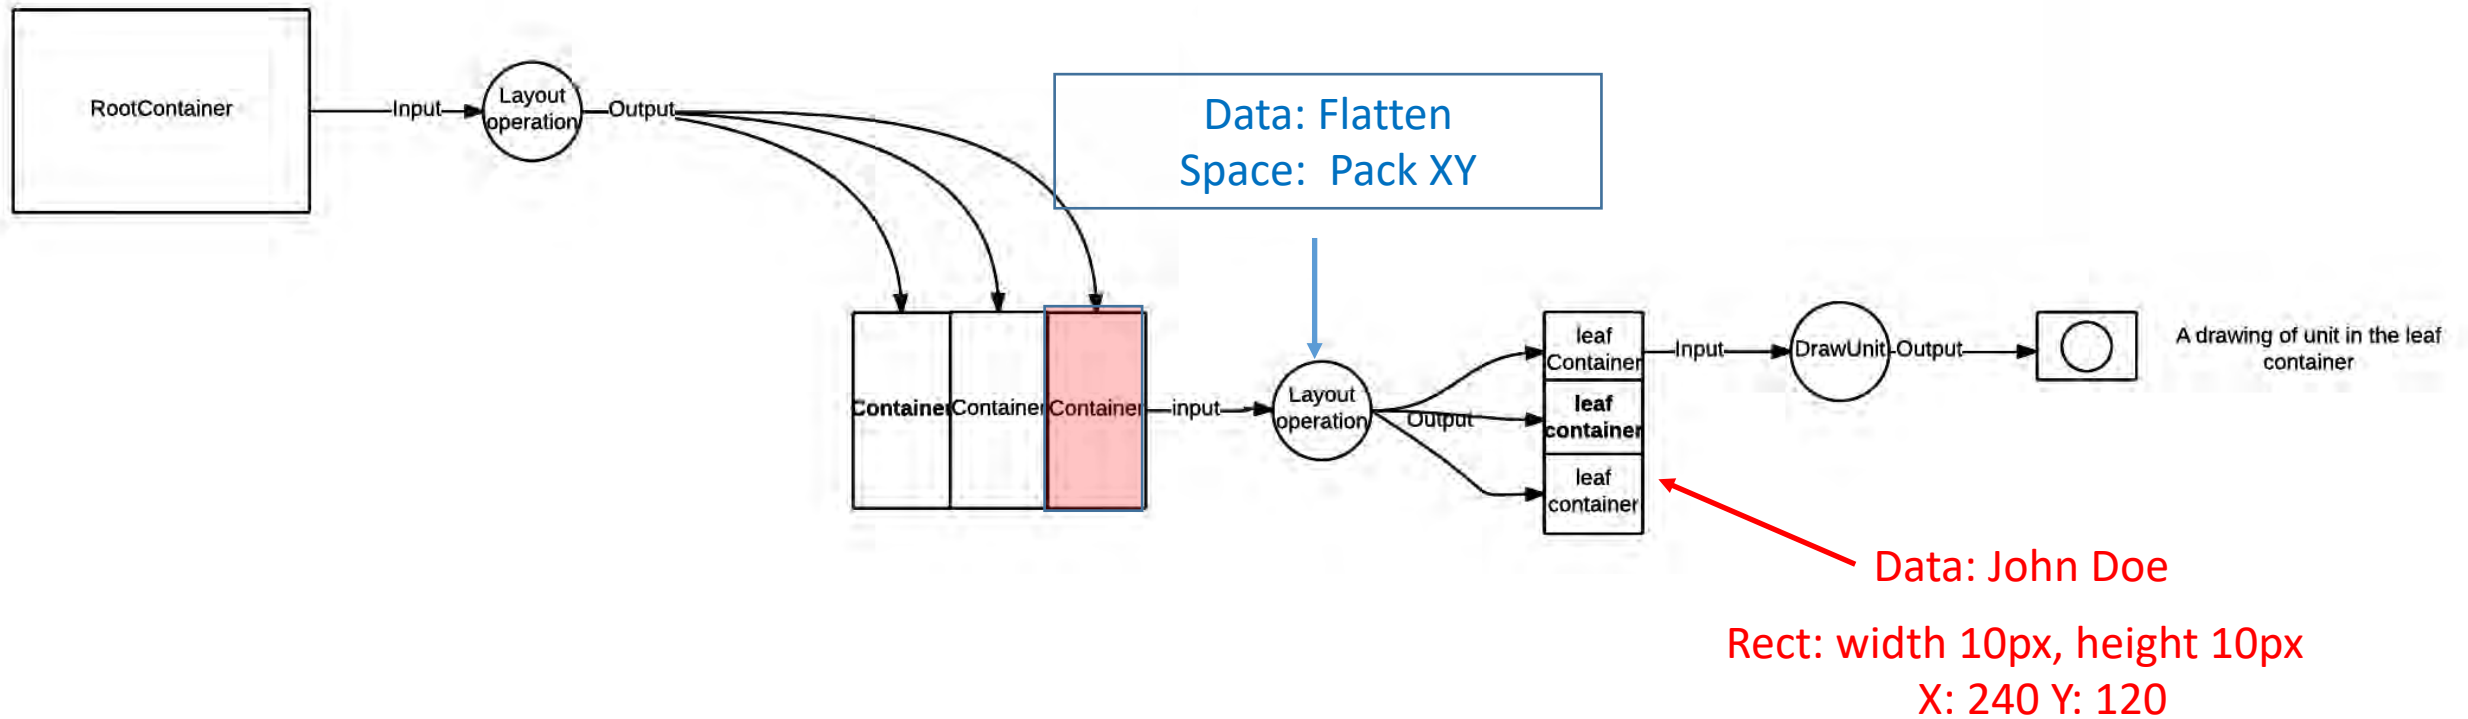 RootContainer
Input
Layout
operation
Output
Data: Flatten
Space: Pack XY
Container
Container
Container
input
Layout
operation
Output
leaf
Container
leaf
container
leaf
container
Input
DrawUnit
Output
A drawing of unit in the leaf
container
Data: John Doe
Rect: width 10px, height 10px
X: 240 Y: 120